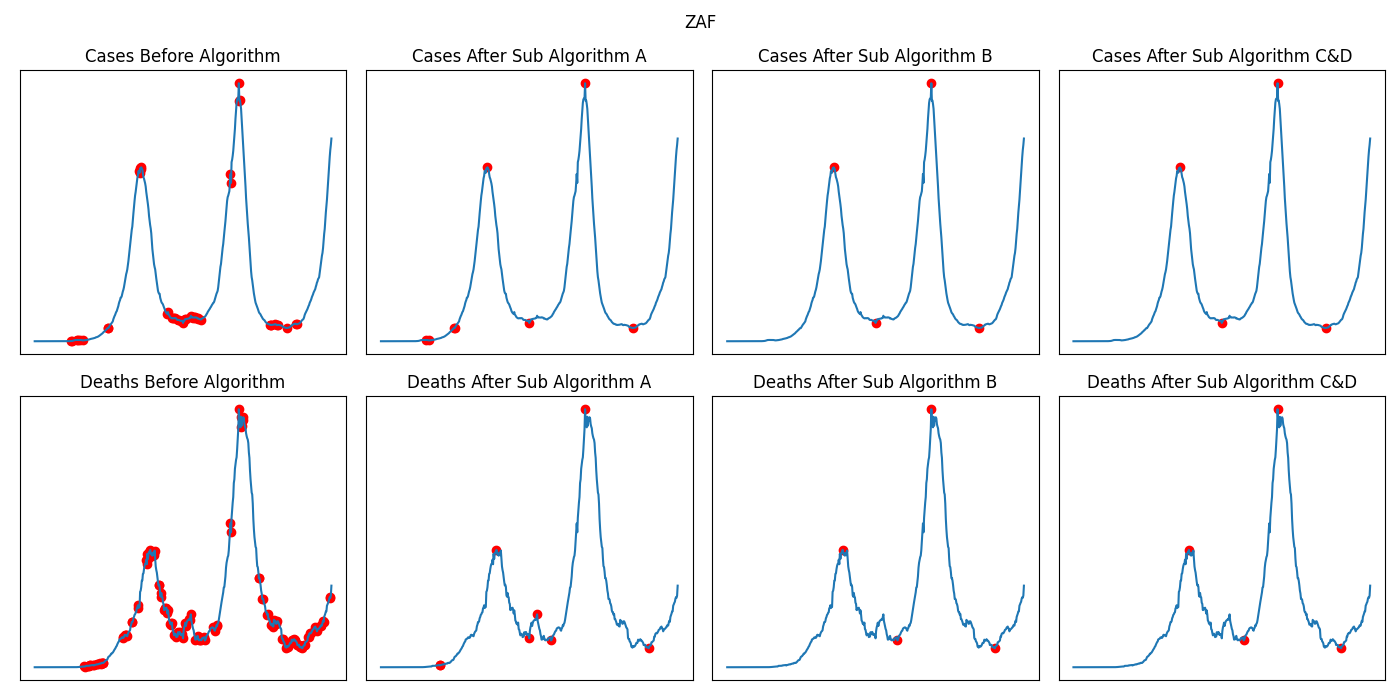 ZAF
Cases Before Algorithm
Cases After Sub Algorithm A
Cases After Sub Algorithm B
Cases After Sub Algorithm C&D
Deaths Before Algorithm
Deaths After Sub Algorithm A
Deaths After Sub Algorithm B
Deaths After Sub Algorithm C&D